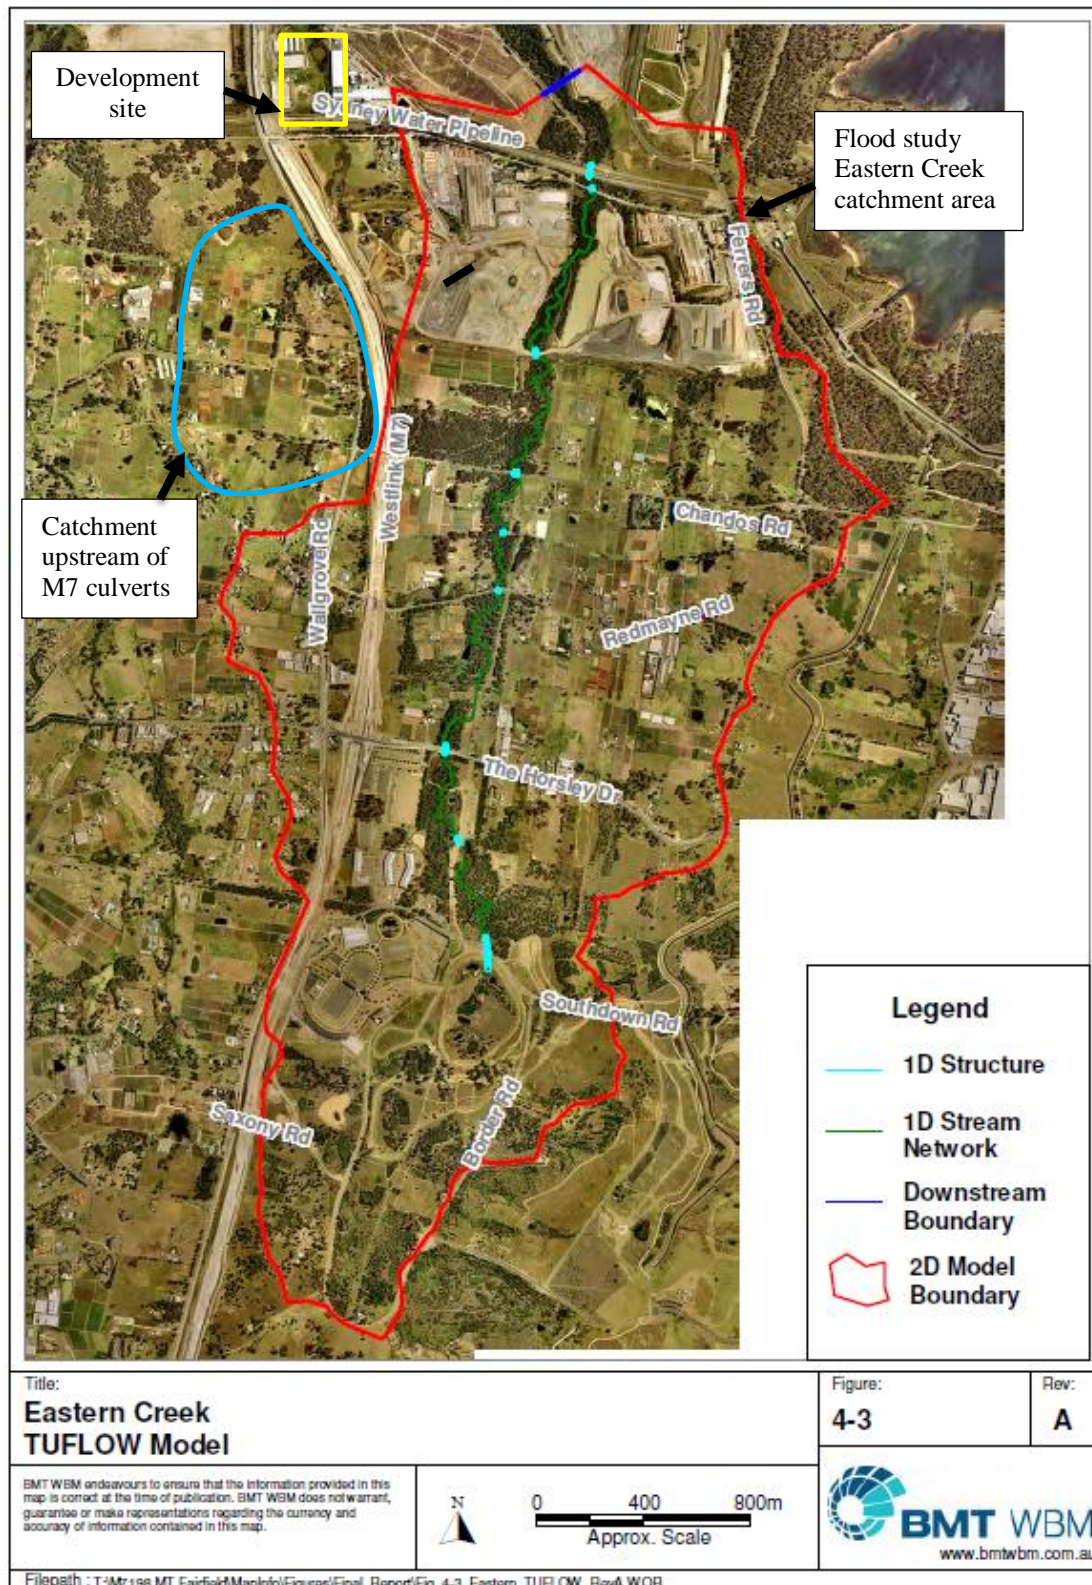 Development
site
Sydney Water Pipeline
Flood study
Eastern Creek
catchment area
Ferrers Rd
Westlink (M7)
Wallgrove Rd
Chandos Rd
Catchment
upstream of
M7 culverts
Redmayne Rd
The Horsley Dr
Southdown Rd
Saxony Rd
Border Rd
Legend
1D Structure
1D Stream
Network
Downstream
Boundary
2D Model
Boundary
Title:
Eastern Creek
TUFLOW Model
Figure:
4-3
Rev:
A
BMT WBM endeavours to ensure that the information provided in this
map is correct at the time of publication. BMT WBM does not warrant,
guarantee or make representations regarding the currency and
accuracy of information contained in this map.
N
0 400 800m
Approx. Scale
BMT WBM
www.bmtwbm.com.au
Filepath :